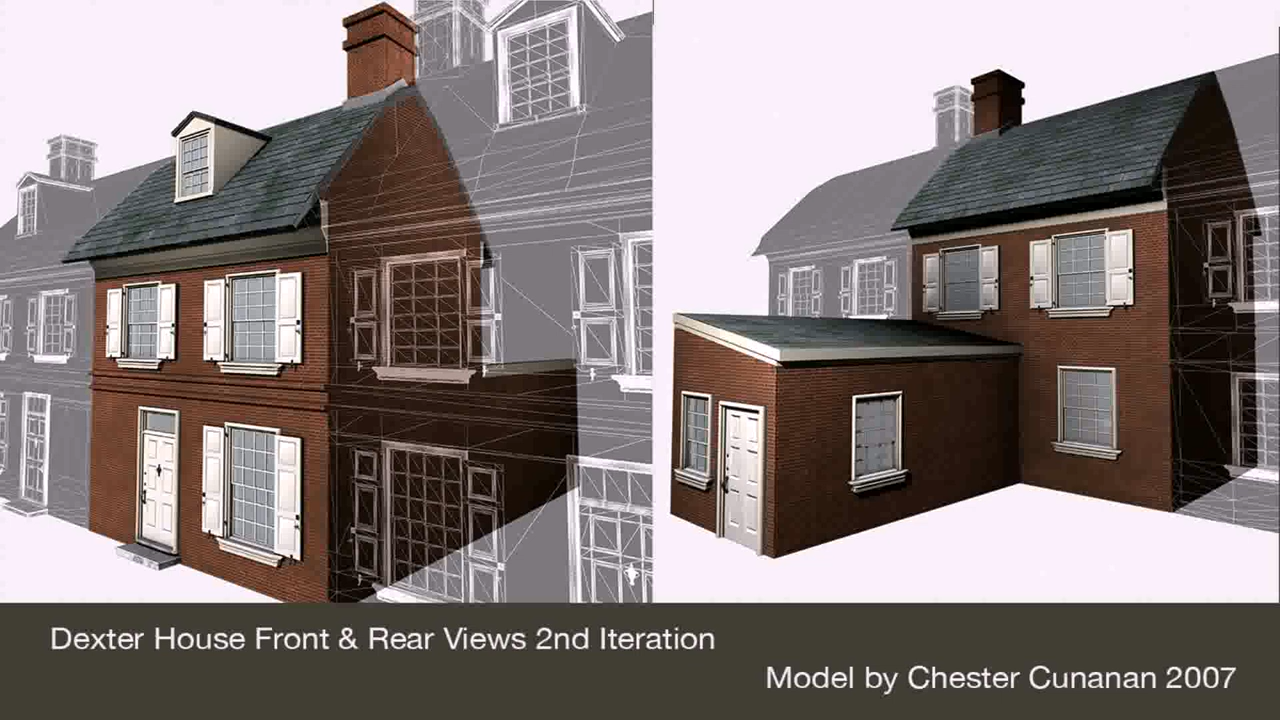 Dexter House Front & Rear Views 2nd Iteration
Model by Chester Cunanan 2007